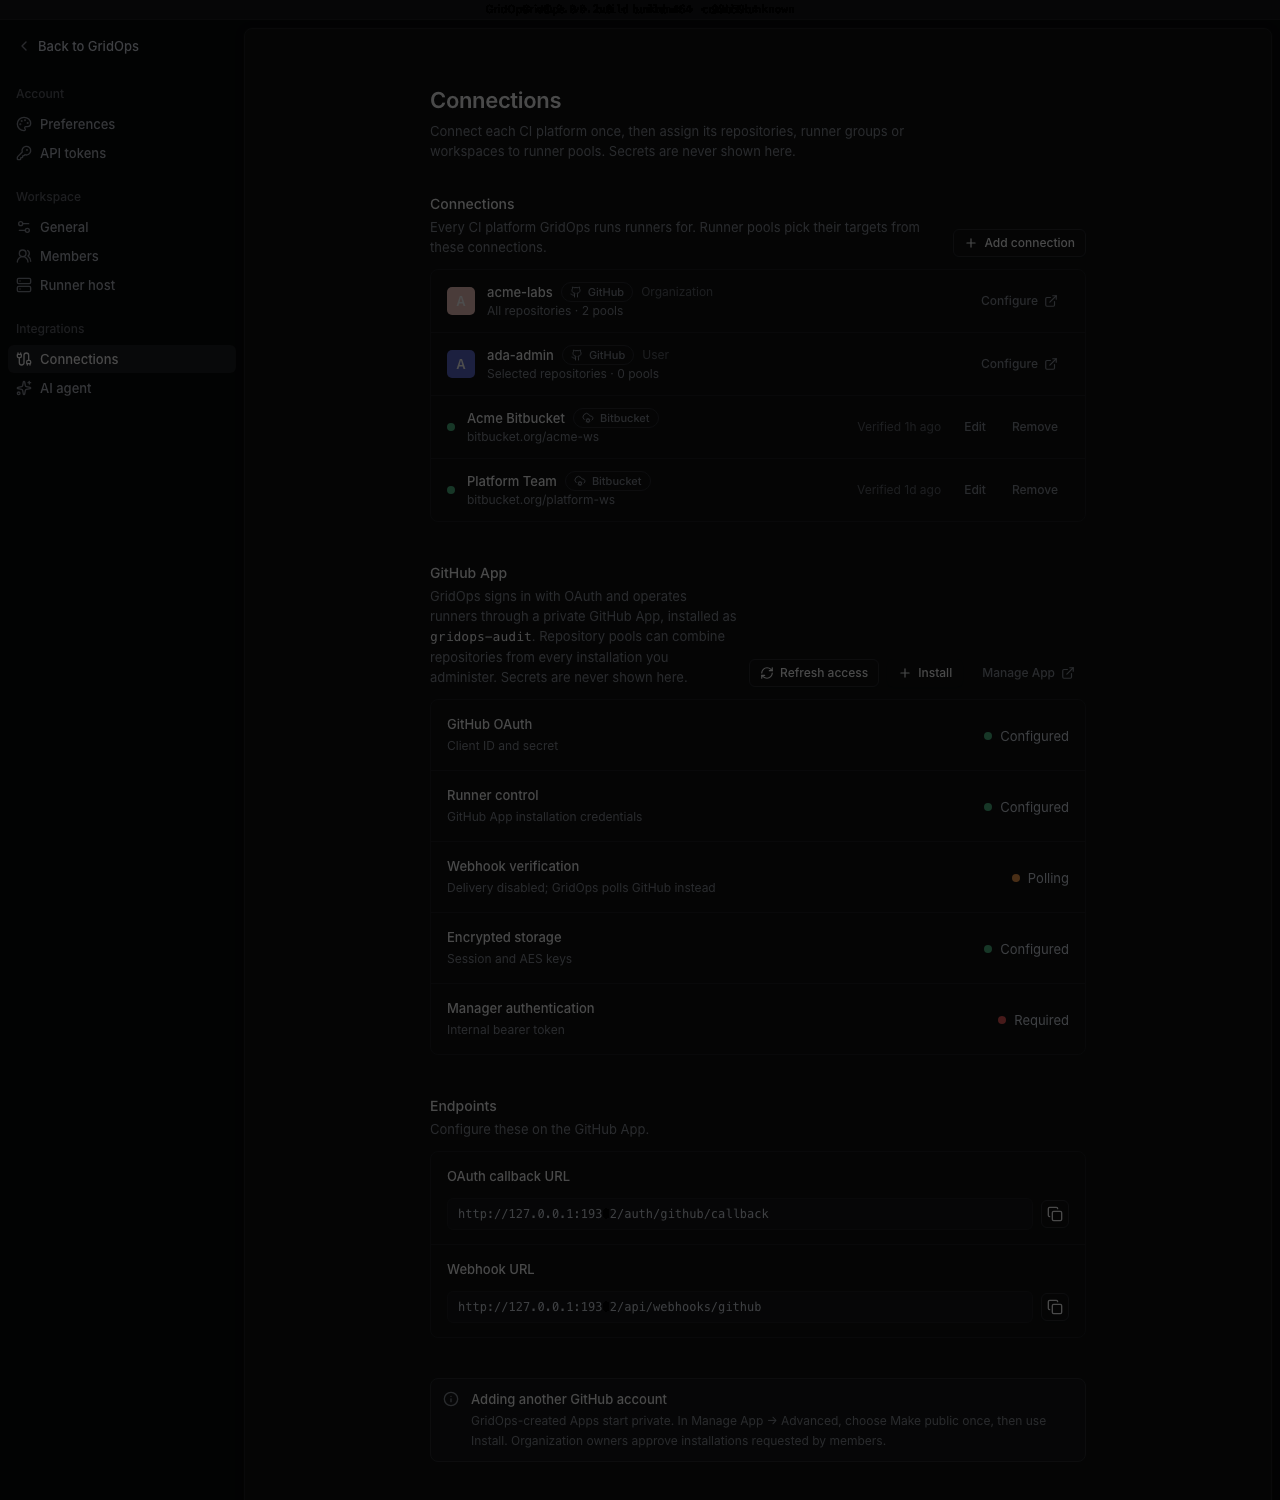 Back to GridOps
Account
Preferences
API tokens
Workspace
General
Members
Runner host
Integrations
Connections
AI agent
Connections
Connect each CI platform once, then assign its repositories, runner groups or
workspaces to runner pools. Secrets are never shown here.
Connections
Every CI platform GridOps runs runners for. Runner pools pick their targets from
these connections.
Add connection
A
acme-labs GitHub Organization
All repositories · 2 pools
Configure
A
ada-admin GitHub User
Selected repositories · 0 pools
Configure
Acme Bitbucket Bitbucket
bitbucket.org/acme-ws
Verified 1h ago Edit Remove
Platform Team Bitbucket
bitbucket.org/platform-ws
Verified 1d ago Edit Remove
GitHub App
GridOps signs in with OAuth and operates
runners through a private GitHub App, installed as
gridops-audit. Repository pools can combine
repositories from every installation you
administer. Secrets are never shown here.
Refresh access Install Manage App
GitHub OAuth
Client ID and secret
Configured
Runner control
GitHub App installation credentials
Configured
Webhook verification
Delivery disabled; GridOps polls GitHub instead
Polling
Encrypted storage
Session and AES keys
Configured
Manager authentication
Internal bearer token
Required
Endpoints
Configure these on the GitHub App.
OAuth callback URL
http://127.0.0.1:193 2/auth/github/callback
Webhook URL
http://127.0.0.1:193 2/api/webhooks/github
Adding another GitHub account
GridOps-created Apps start private. In Manage App → Advanced, choose Make public once, then use
Install. Organization owners approve installations requested by members.